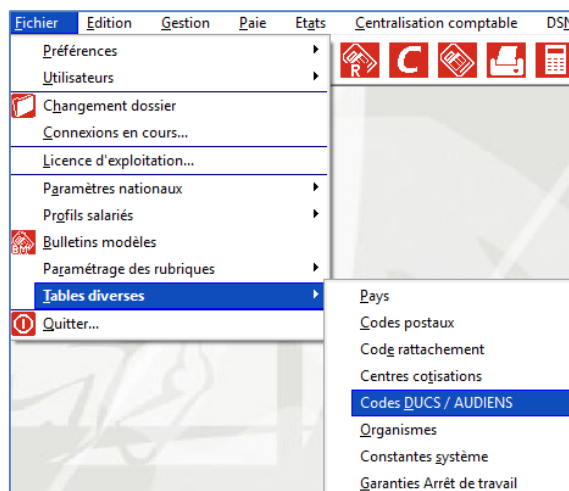 Fichier Edition Gestion Paie Etats Centralisation comptable DSN
Préférences
Utilisateurs
Changement dossier
Connexions en cours...
Licence d'exploitation...
Paramètres nationaux
Profils salariés
Bulletins modèles
Paramétrage des rubriques
Tables diverses
Quitter...
R C
BM
Pays
Codes postaux
Code rattachement
Centres cotisations
Codes DUCS / AUDIENS
Organismes
Constantes système
Garanties Arrêt de travail